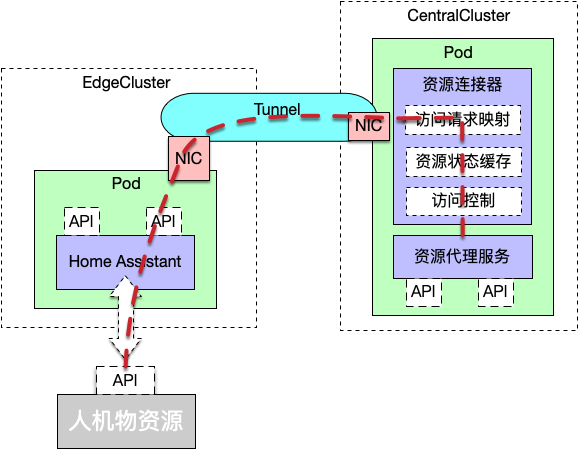 CentralCluster
Pod
EdgeCluster
资源连接器
Tunnel
NIC
访问请求映射
NIC
资源状态缓存
Pod
访问控制
API
API
Home Assistant
资源代理服务
API
API
API
人机物资源